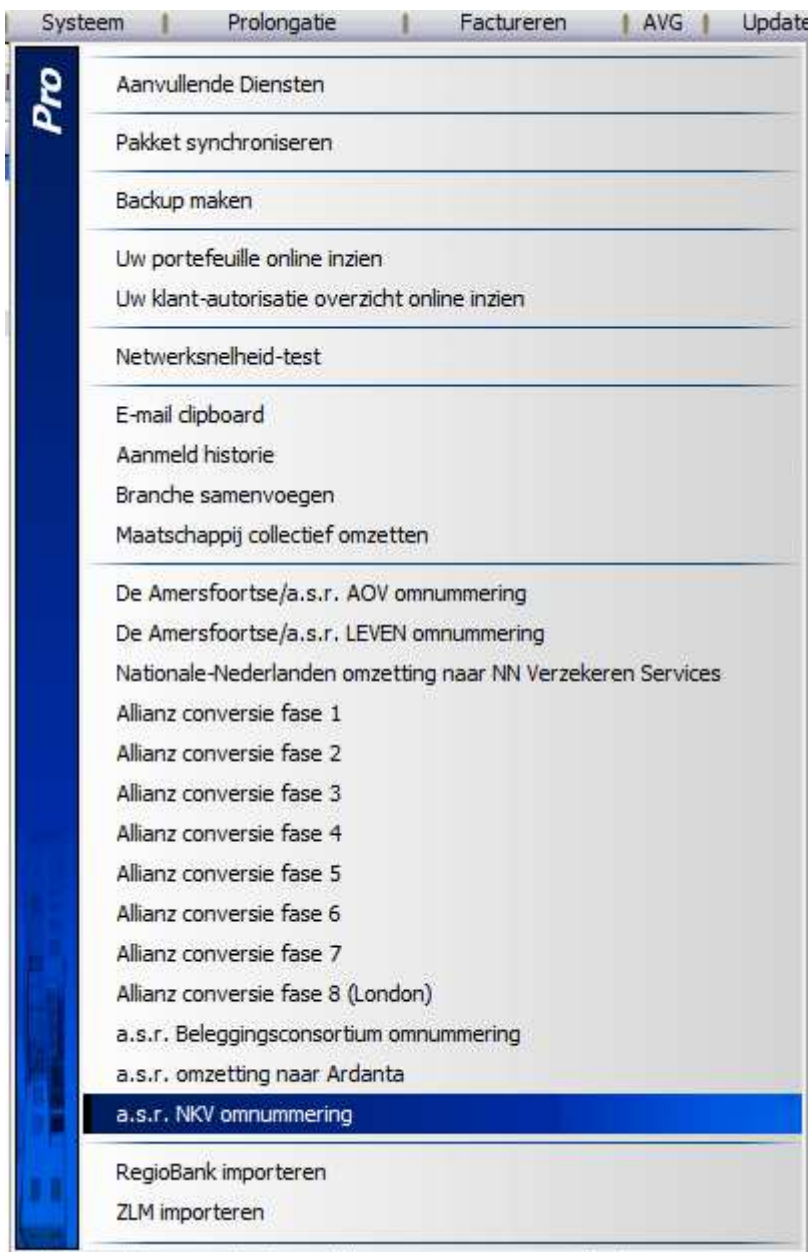 Systeem Prolongatie Factureren AVG Update
Pro
Aanvullende Diensten
Pakket synchroniseren
Backup maken
Uw portefeuille online inzien
Uw klant-autorisatie overzicht online inzien
Netwerksnelheid-test
E-mail clipboard
Aanmeld historie
Branche samenvoegen
Maatschappij collectief omzetten
De Amersfoortse/a.s.r. AOV omnummering
De Amersfoortse/a.s.r. LEVEN omnummering
Nationale-Nederlanden omzetting naar NN Verzekeren Services
Allianz conversie fase 1
Allianz conversie fase 2
Allianz conversie fase 3
Allianz conversie fase 4
Allianz conversie fase 5
Allianz conversie fase 6
Allianz conversie fase 7
Allianz conversie fase 8 (London)
a.s.r. Beleggingsconsortium omnummering
a.s.r. omzetting naar Ardanta
a.s.r. NKV omnummering
RegioBank importeren
ZLM importeren